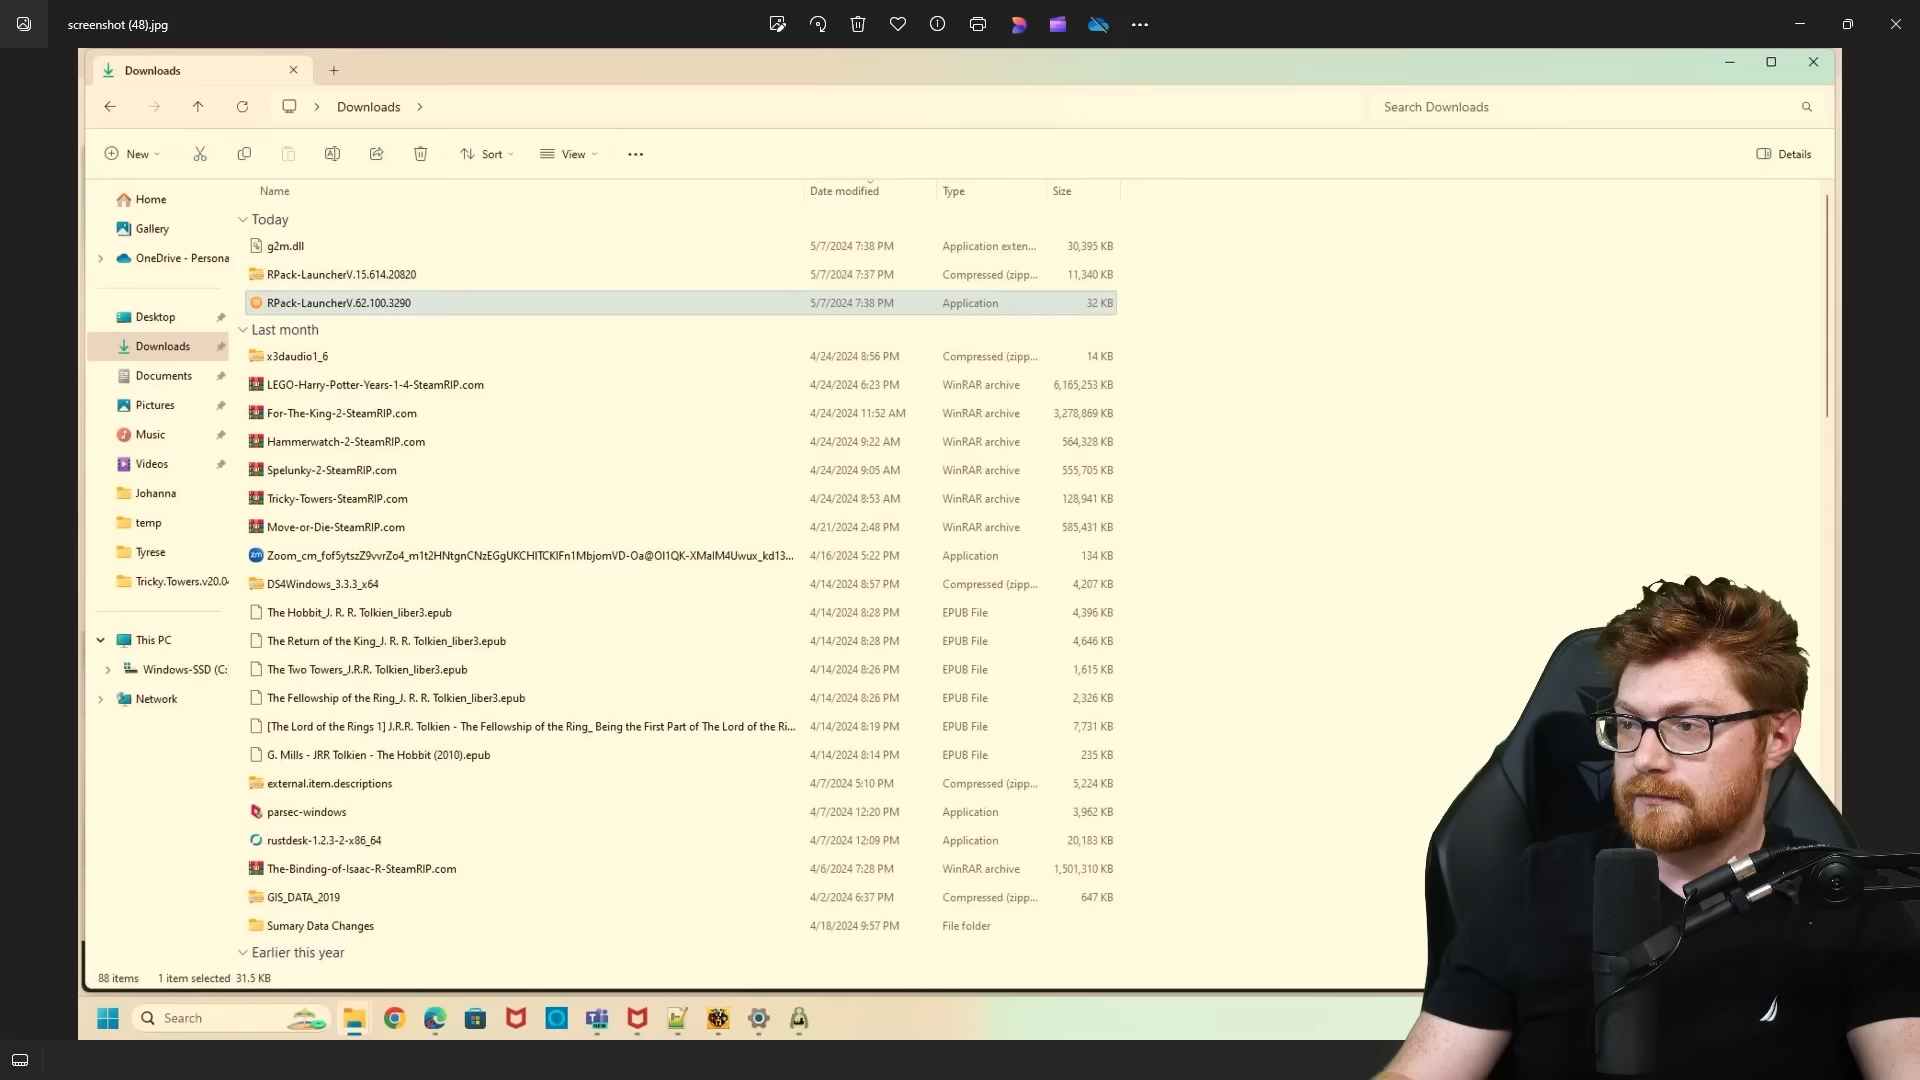 screenshot (48).jpg
Downloads
Downloads
Search Downloads
New
Sort
View
Details
Name Date modified Type Size
Home
Gallery
OneDrive - Persona
Desktop
Downloads
Documents
Pictures
Music
Videos
Johanna
temp
Tyrese
Tricky.Towers.v20.0
This PC
Windows-SSD (C:
Network
Today
g2m.dll 5/7/2024 7:38 PM Application exten... 30,395 KB
RPack-LauncherV.15.614.20820 5/7/2024 7:37 PM Compressed (zipp... 11,340 KB
RPack-LauncherV.62.100.3290 5/7/2024 7:38 PM Application 32 KB
Last month
x3daudio1_6 4/24/2024 8:56 PM Compressed (zipp... 14 KB
LEGO-Harry-Potter-Years-1-4-SteamRIP.com 4/24/2024 6:23 PM WinRAR archive 6,165,253 KB
For-The-King-2-SteamRIP.com 4/24/2024 11:52 AM WinRAR archive 3,278,869 KB
Hammerwatch-2-SteamRIP.com 4/24/2024 9:22 AM WinRAR archive 564,328 KB
Spelunky-2-SteamRIP.com 4/24/2024 9:05 AM WinRAR archive 555,705 KB
Tricky-Towers-SteamRIP.com 4/24/2024 8:53 AM WinRAR archive 128,941 KB
Move-or-Die-SteamRIP.com 4/21/2024 2:48 PM WinRAR archive 585,431 KB
4/16/2024 5:22 PM Application 134 KB
DS4Windows_3.3.3_x64 4/14/2024 8:57 PM Compressed (zipp... 4,207 KB
The Hobbit_J. R. R. Tolkien_liber3.epub 4/14/2024 8:28 PM EPUB File 4,396 KB
The Return of the King_J. R. R. Tolkien_liber3.epub 4/14/2024 8:28 PM EPUB File 4,646 KB
The Two Towers_J.R.R. Tolkien_liber3.epub 4/14/2024 8:26 PM EPUB File 1,615 KB
The Fellowship of the Ring_J. R. R. Tolkien_liber3.epub 4/14/2024 8:26 PM EPUB File 2,326 KB
[The Lord of the Rings 1] J.R.R. Tolkien - The Fellowship of the Ring_ Being the First Part of The Lord of the Ri... 4/14/2024 8:19 PM EPUB File 7,731 KB
G. Mills - JRR Tolkien - The Hobbit (2010).epub 4/14/2024 8:14 PM EPUB File 235 KB
external.item.descriptions 4/7/2024 5:10 PM Compressed (zipp... 5,224 KB
parsec-windows 4/7/2024 12:20 PM Application 3,962 KB
rustdesk-1.2.3-2-x86_64 4/7/2024 12:09 PM Application 20,183 KB
The-Binding-of-Isaac-R-SteamRIP.com 4/6/2024 7:28 PM WinRAR archive 1,501,310 KB
GIS_DATA_2019 4/2/2024 6:37 PM Compressed (zipp... 647 KB
Sumary Data Changes 4/18/2024 9:57 PM File folder
Earlier this year
88 items 1 item selected 31.5 KB
Search
zm
NEW